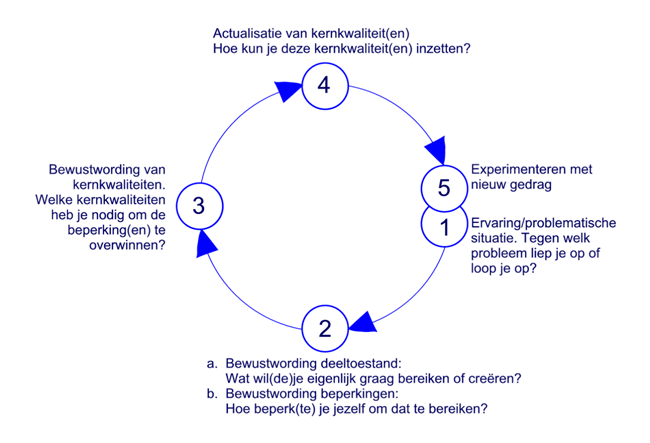 Actualisatie van kernkwaliteit(en)
Hoe kun je deze kernkwaliteit(en) inzetten?
4
Experimenteren met
nieuw gedrag
5
Ervaring/problematische
situatie. Tegen welk
probleem liep je op of
loop je op?
1
2
a. Bewustwording deeltoestand:
Wat wil(de)je eigenlijk graag bereiken of creëren?
b. Bewustwording beperkingen:
Hoe beperk(te) je jezelf om dat te bereiken?
3
Bewustwording van
kernkwaliteiten.
Welke kernkwaliteiten
heb je nodig om de
beperking(en) te
overwinnen?